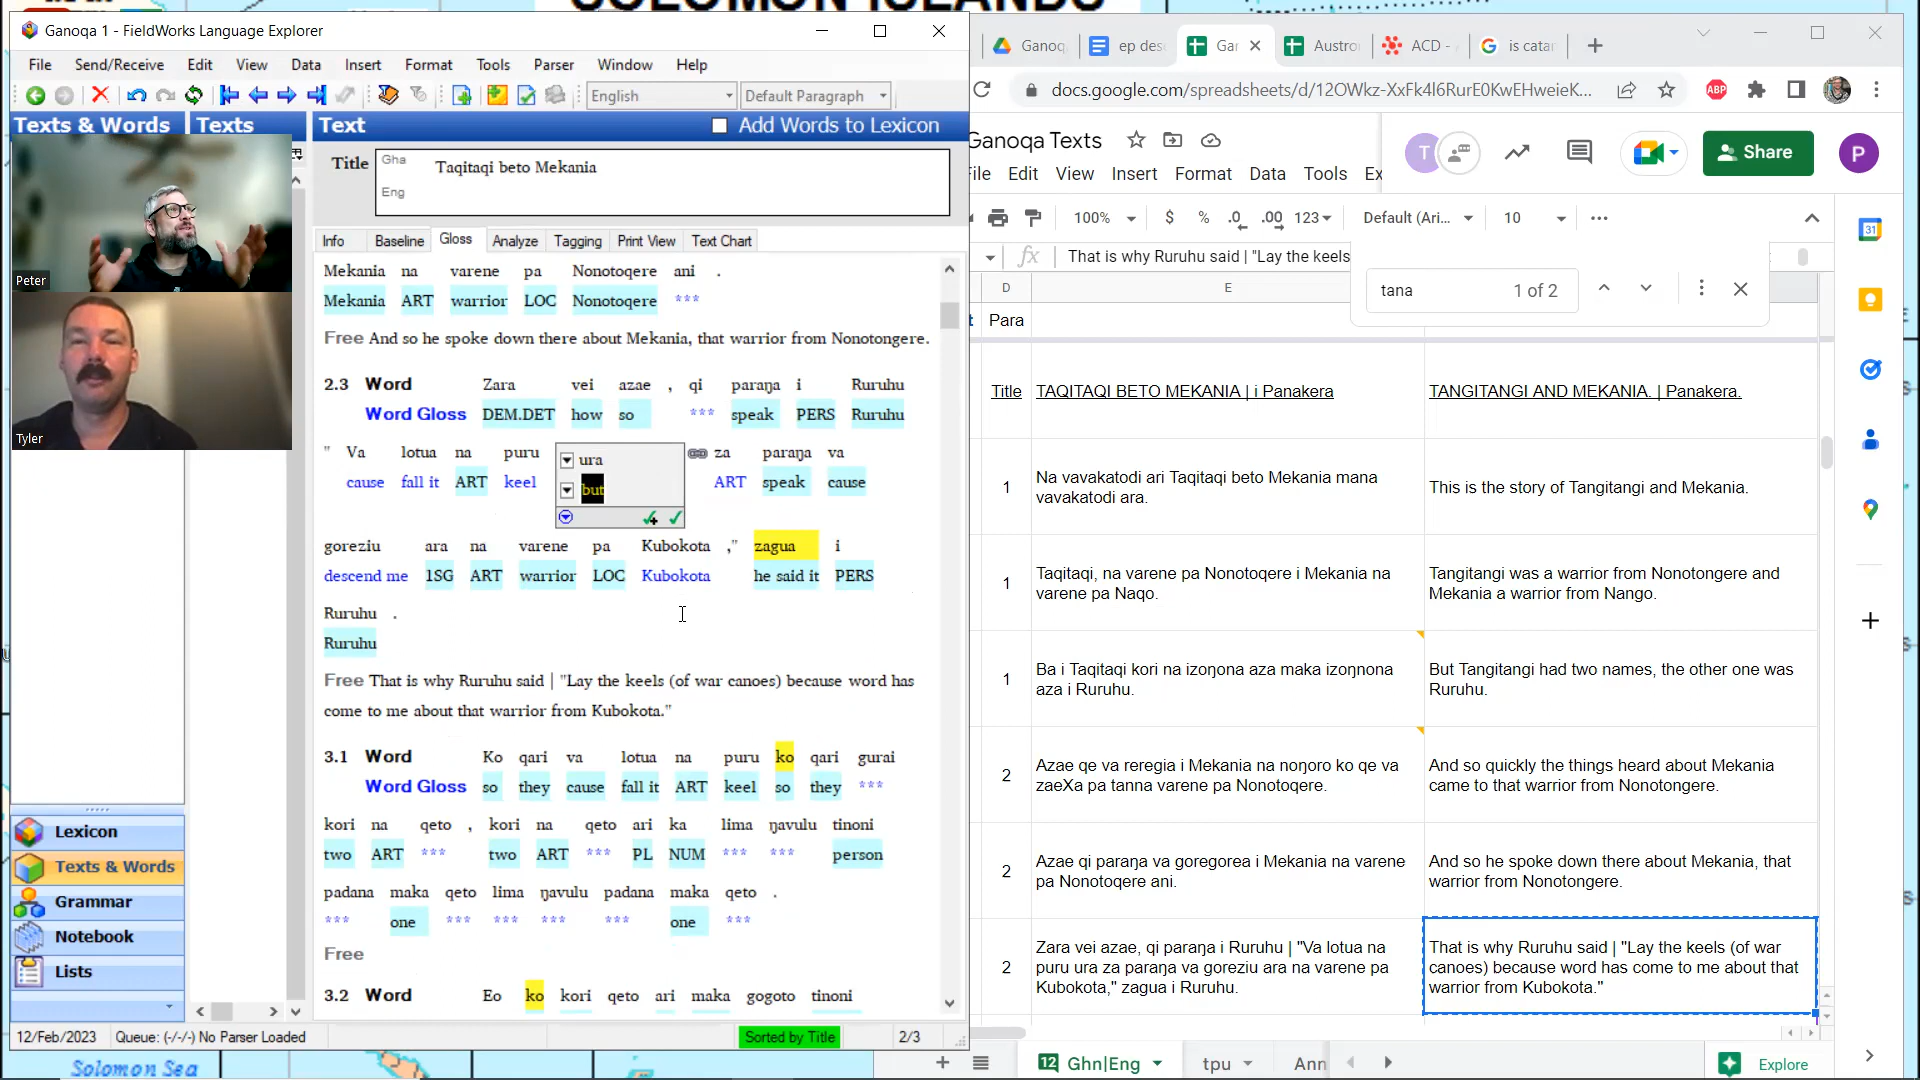 SOLOMON ISLANDS
Ganoqa 1 - FieldWorks Language Explorer
File Send/Receive Edit View Data Insert Format Tools Parser Window Help
English Default Paragraph
Texts & Words Texts Text Add Words to Lexicon
Title Gha Taqitaqi beto Mekania
Eng
Info Baseline Gloss Analyze Tagging Print View Text Chart
Peter
Tyler
Mekania na varene pa Nonotoqere ani .
Mekania ART warrior LOC Nonotoqere ***
Free And so he spoke down there about Mekania, that warrior from Nonotongere.
2.3 Word Zara vei azae , qi paraŋa i Ruruhu
Word Gloss DEM.DET how so *** speak PERS Ruruhu
" Va lotua na puru ura za paraŋa va
cause fall it ART keel but ART speak cause
goreziu ara na varene pa Kubokota ," zagua i
descend me 1SG ART warrior LOC Kubokota he said it PERS
Ruruhu .
Ruruhu
Free That is why Ruruhu said | "Lay the keels (of war canoes) because word has
come to me about that warrior from Kubokota."
3.1 Word Ko qari va lotua na puru ko qari gurai
Word Gloss so they cause fall it ART keel so they ***
kori na qeto , kori na qeto ari ka lima ŋavulu tinoni
two ART *** two ART *** PL NUM *** *** person
padana maka qeto lima ŋavulu padana maka qeto .
*** one *** *** *** *** one ***
Free
3.2 Word Eo ko kori qeto ari maka gogoto tinoni
Lexicon
Texts & Words
Grammar
Notebook
Lists
12/Feb/2023 Queue: (-/-/-) No Parser Loaded Sorted by Title 2/3
Solomon Sea
Ganoq ep des Gar Austro ACD - G is catar
docs.google.com/spreadsheets/d/12OWkz-XxFk4l6RurE0KwEHweieK...
ABP
Ganoqa Texts
T
Share
P
File Edit View Insert Format Data Tools Ex
100% $ % .0 .00 123 Default (Ari... 10
fx That is why Ruruhu said | "Lay the keels
tana 1 of 2
31
D E
t Para
Title TAQITAQI BETO MEKANIA | i Panakera TANGITANGI AND MEKANIA. | Panakera.
1 Na vavakatodi ari Taqitaqi beto Mekania mana
vavakatodi ara.
This is the story of Tangitangi and Mekania.
1 Taqitaqi, na varene pa Nonotoqere i Mekania na
varene pa Naqo.
Tangitangi was a warrior from Nonotongere and
Mekania a warrior from Nango.
1 Ba i Taqitaqi kori na izoŋona aza maka izoŋnona
aza i Ruruhu.
But Tangitangi had two names, the other one was
Ruruhu.
2 Azae qe va reregia i Mekania na noŋoro ko qe va
zaeXa pa tanna varene pa Nonotoqere.
And so quickly the things heard about Mekania
came to that warrior from Nonotongere.
2 Azae qi paraŋa va goregorea i Mekania na varene
pa Nonotoqere ani.
And so he spoke down there about Mekania, that
warrior from Nonotongere.
2 Zara vei azae, qi paraŋa i Ruruhu | "Va lotua na
puru ura za paraŋa va goreziu ara na varene pa
Kubokota," zagua i Ruruhu.
That is why Ruruhu said | "Lay the keels (of war
canoes) because word has come to me about that
warrior from Kubokota."
12 Ghn|Eng tpu Ann Explore